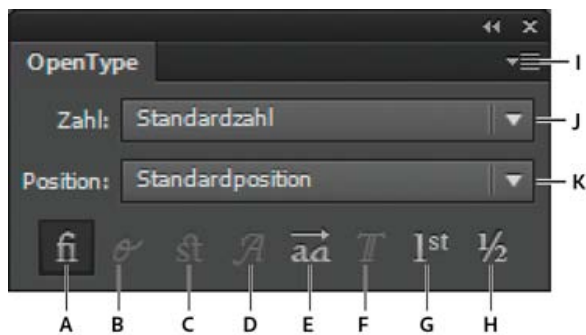 OpenType
I
Zahl: Standardzahl
J
Position: Standardposition
K
fi o st A aa T 1st ½
A B C D E F G H